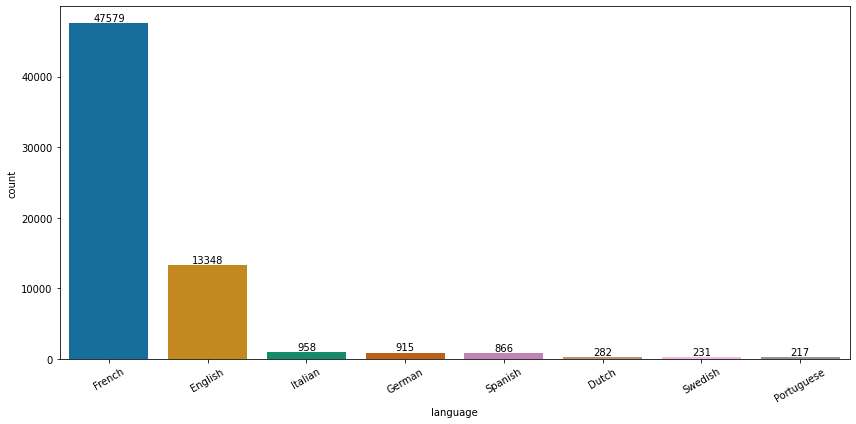 47579
40000
30000
20000
10000
0
count
13348
958
915
866
282
231
217
French
English
Italian
German
Spanish
Dutch
Swedish
Portuguese
language